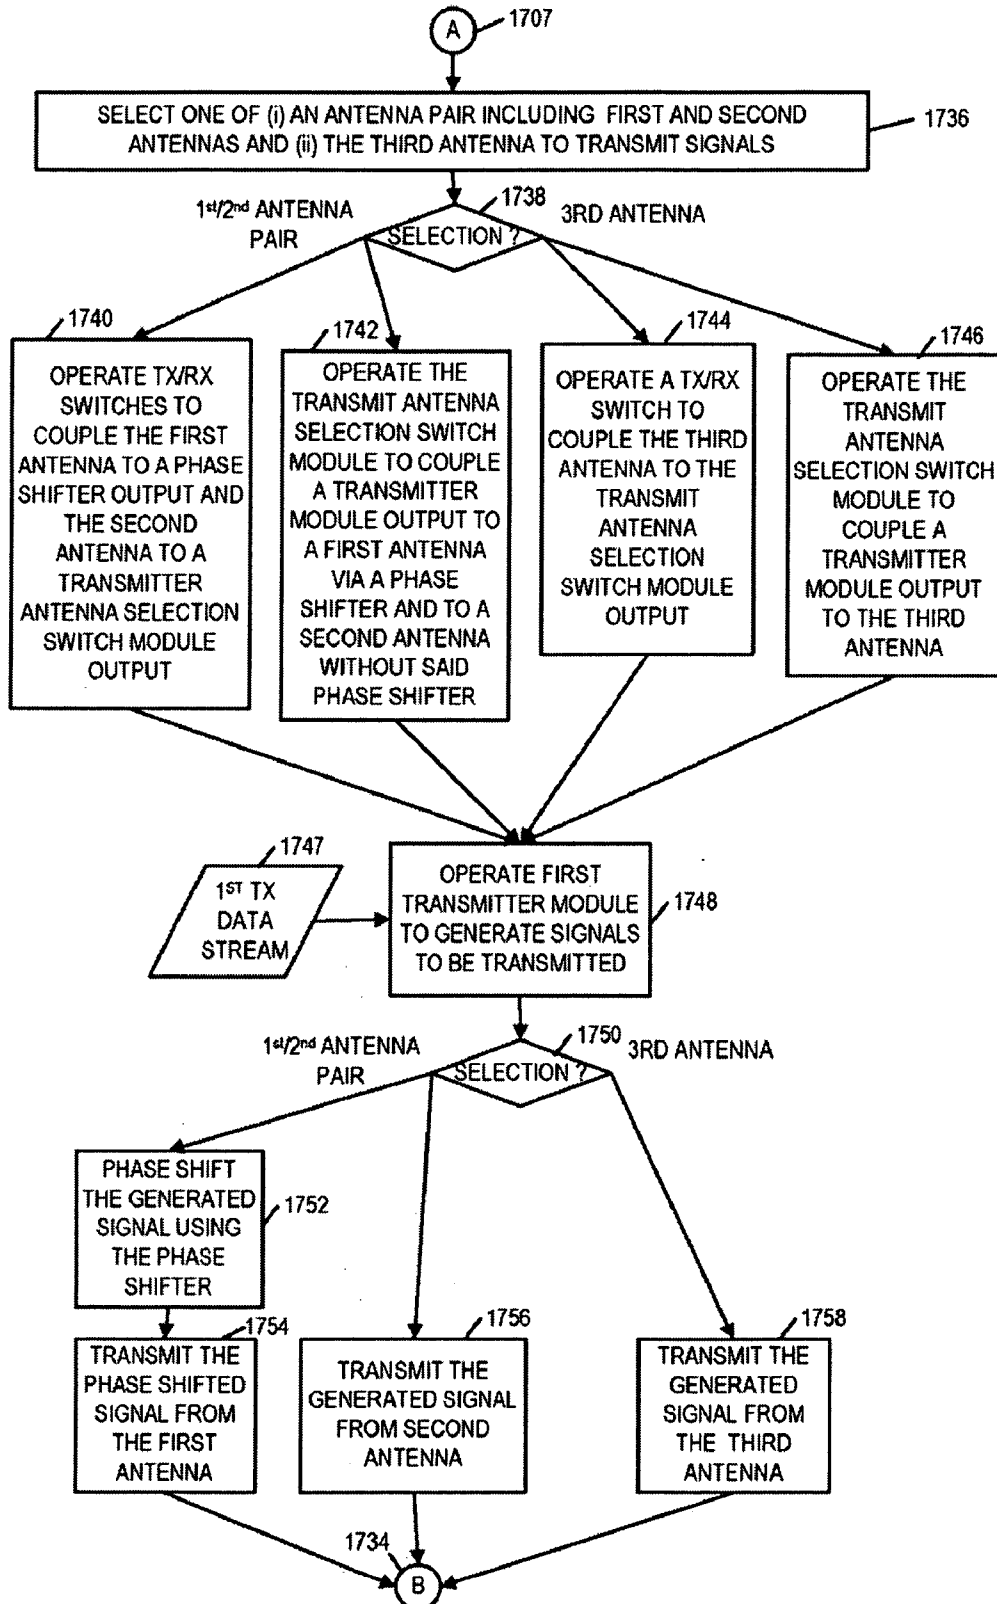 A
1707
SELECT ONE OF (i) AN ANTENNA PAIR INCLUDING FIRST AND SECOND
ANTENNAS AND (ii) THE THIRD ANTENNA TO TRANSMIT SIGNALS
1736
1738
1st/2nd ANTENNA
PAIR
SELECTION ?
3RD ANTENNA
1740
OPERATE TX/RX
SWITCHES TO
COUPLE THE FIRST
ANTENNA TO A PHASE
SHIFTER OUTPUT AND
THE SECOND
ANTENNA TO A
TRANSMITTER
ANTENNA SELECTION
SWITCH MODULE
OUTPUT
1742
OPERATE THE
TRANSMIT ANTENNA
SELECTION SWITCH
MODULE TO COUPLE
A TRANSMITTER
MODULE OUTPUT TO
A FIRST ANTENNA
VIA A PHASE
SHIFTER AND TO A
SECOND ANTENNA
WITHOUT SAID
PHASE SHIFTER
1744
OPERATE A TX/RX
SWITCH TO
COUPLE THE THIRD
ANTENNA TO THE
TRANSMIT
ANTENNA
SELECTION
SWITCH MODULE
OUTPUT
1746
OPERATE THE
TRANSMIT
ANTENNA
SELECTION SWITCH
MODULE TO
COUPLE A
TRANSMITTER
MODULE OUTPUT
TO THE THIRD
ANTENNA
1747
1ST TX
DATA
STREAM
OPERATE FIRST
TRANSMITTER MODULE
TO GENERATE SIGNALS
TO BE TRANSMITTED
1748
1750
1st/2nd ANTENNA
PAIR
SELECTION ?
3RD ANTENNA
PHASE SHIFT
THE GENERATED
SIGNAL USING
THE PHASE
SHIFTER
1752
1754
TRANSMIT THE
PHASE SHIFTED
SIGNAL FROM
THE FIRST
ANTENNA
1756
TRANSMIT THE
GENERATED SIGNAL
FROM SECOND
ANTENNA
1758
TRANSMIT THE
GENERATED
SIGNAL FROM
THE THIRD
ANTENNA
1734
B